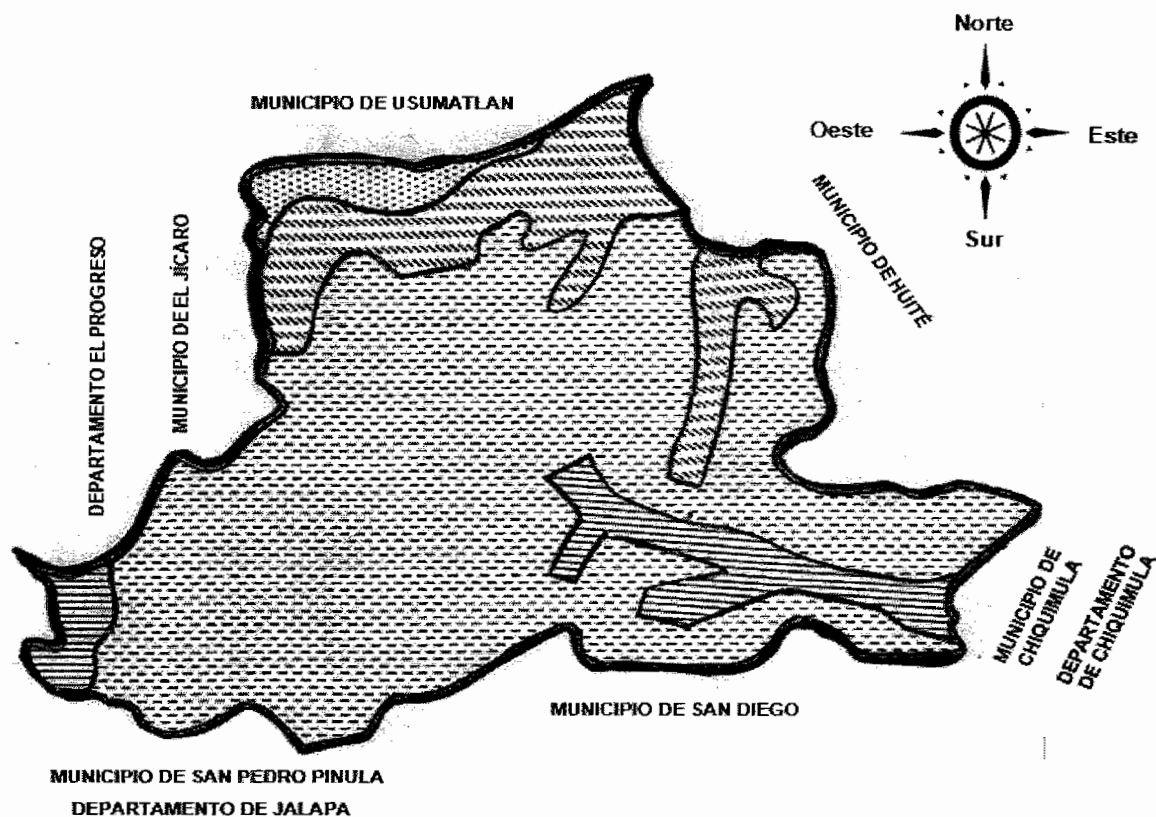 Norte
MUNICIPIO DE USUMATLAN
Oeste
Este
Sur
MUNICIPIO DE HUITÉ
DEPARTAMENTO EL PROGRESO
MUNICIPIO DE EL JÍCARO
MUNICIPIO DE
CHIQUIMULA
DEPARTAMENTO
DE CHIQUIMULA
MUNICIPIO DE SAN DIEGO
MUNICIPIO DE SAN PEDRO PINULA
DEPARTAMENTO DE JALAPA